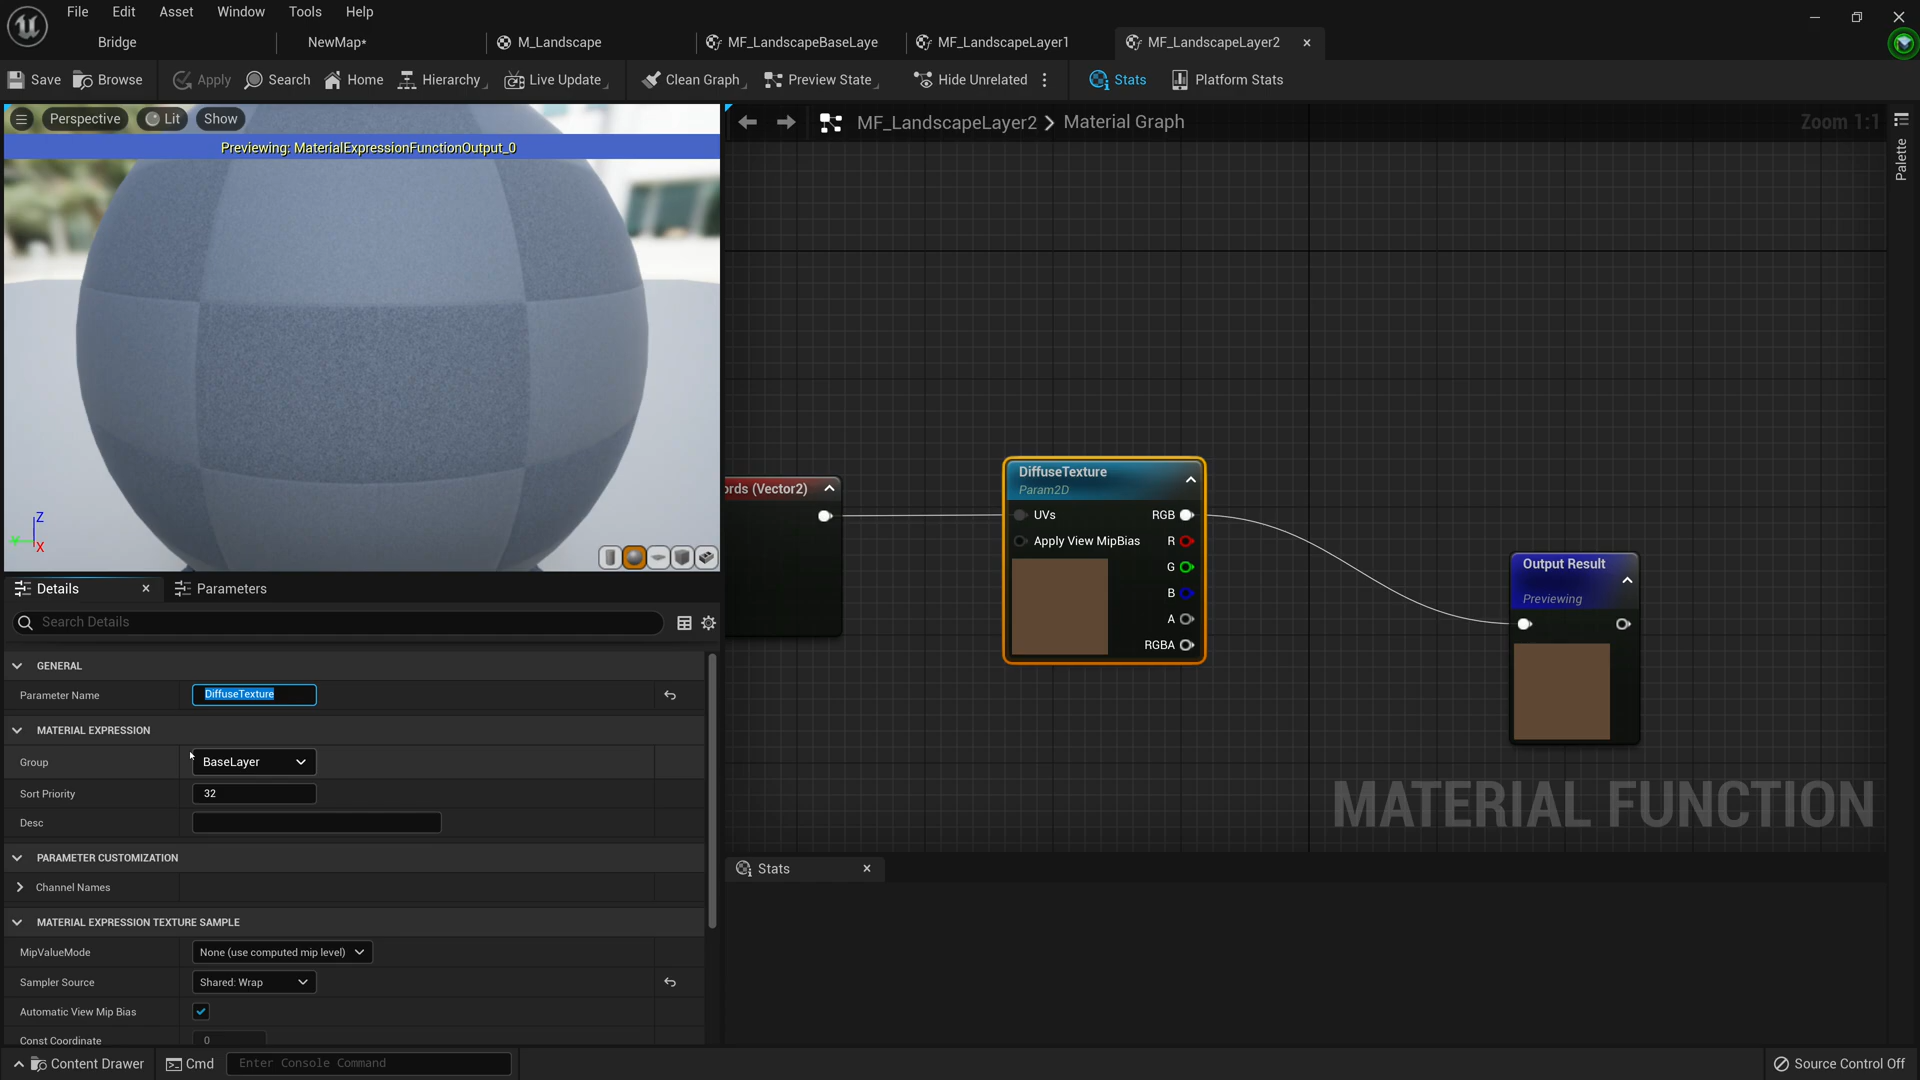 File Edit Asset Window Tools Help
Bridge NewMap* M_Landscape MF_LandscapeBaseLaye MF_LandscapeLayer1 MF_LandscapeLayer2
Save Browse Apply Search Home Hierarchy Live Update Clean Graph Preview State Hide Unrelated Stats Platform Stats
Perspective Lit Show
Previewing: MaterialExpressionFunctionOutput_0
MF_LandscapeLayer2 Material Graph Zoom 1:1
Palette
Z
Y
X
ords (Vector2)
DiffuseTexture
Param2D
UVs RGB
Apply View MipBias R
G
B
A
RGBA
Output Result
Previewing
MATERIAL FUNCTION
Details Parameters
Search Details
GENERAL
Parameter Name DiffuseTexture
MATERIAL EXPRESSION
Group BaseLayer
Sort Priority 32
Desc
PARAMETER CUSTOMIZATION
Channel Names
MATERIAL EXPRESSION TEXTURE SAMPLE
MipValueMode None (use computed mip level)
Sampler Source Shared: Wrap
Automatic View Mip Bias
Const Coordinate 0
Stats
Content Drawer Cmd Enter Console Command Source Control Off